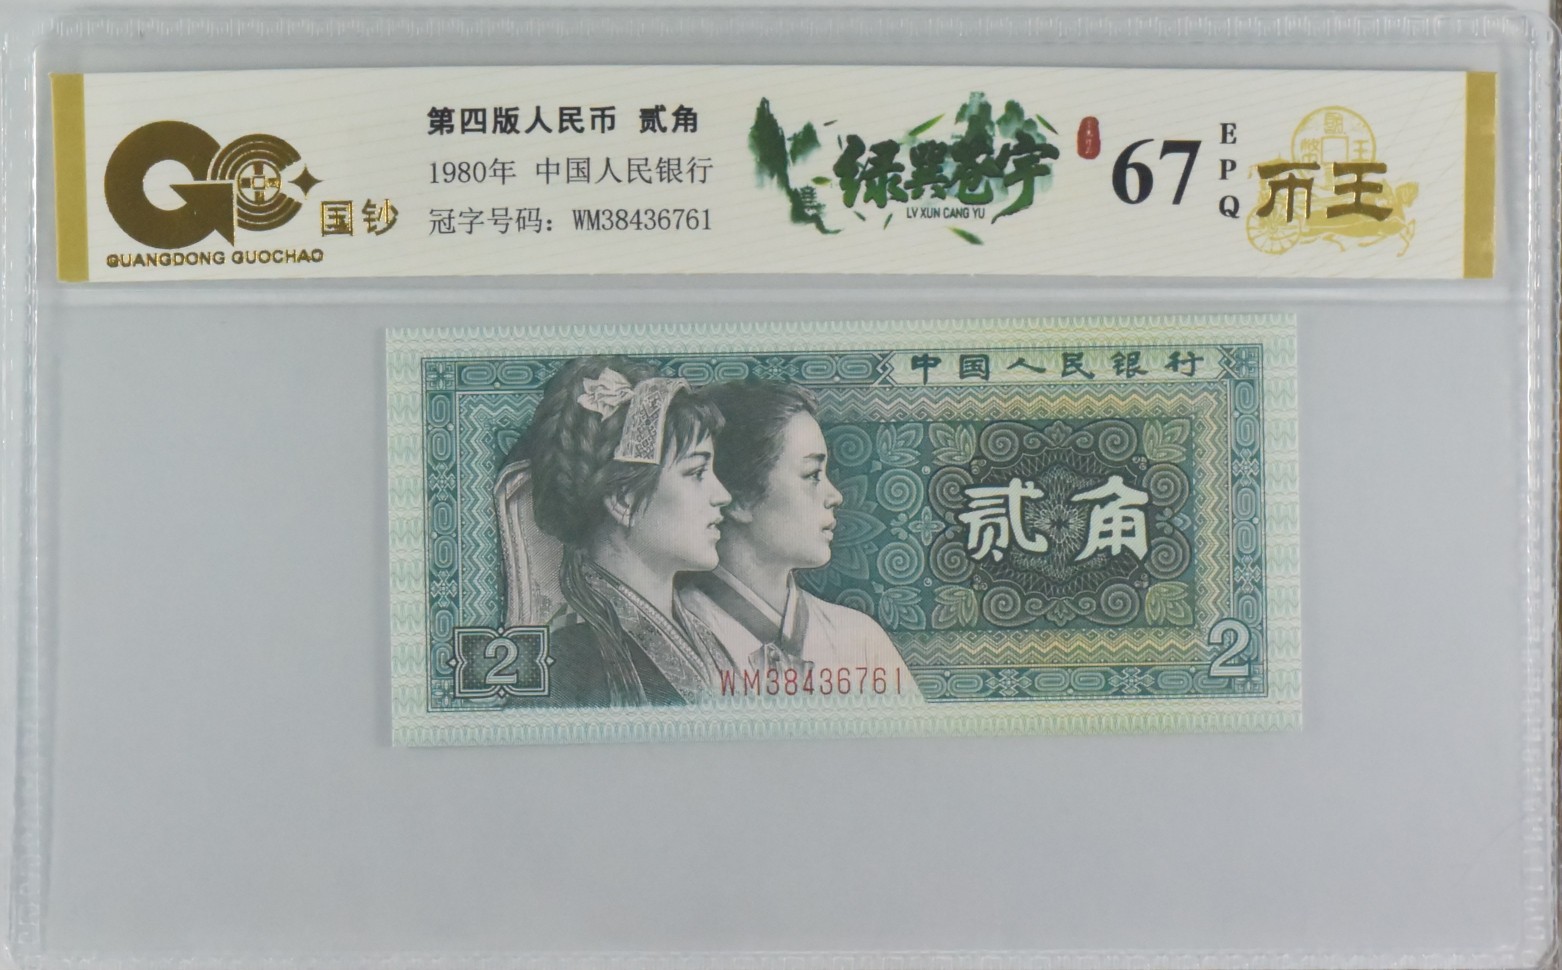 GUANGDONG GUOCHAO
国钞
第四版人民币 贰角
1980年 中国人民银行
冠字号码：WM38436761
绿巽苍宇
LV XUN CANG YU
67
EPQ
币王
中国人民银行
贰角
2
2
WM38436761